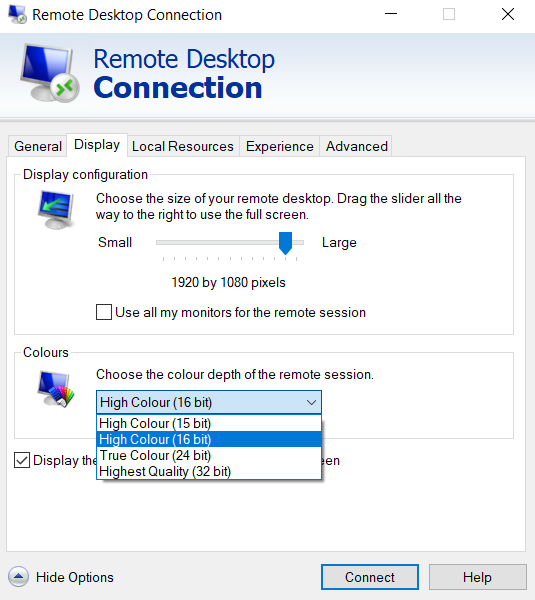 Remote Desktop Connection
Remote Desktop
Connection
General Display Local Resources Experience Advanced
Display configuration
Choose the size of your remote desktop. Drag the slider all the
way to the right to use the full screen.
Small Large
1920 by 1080 pixels
Use all my monitors for the remote session
Colours
Choose the colour depth of the remote session.
High Colour (16 bit)
High Colour (15 bit)
High Colour (16 bit)
True Colour (24 bit)
Display the
Highest Quality (32 bit)
Hide Options Connect Help